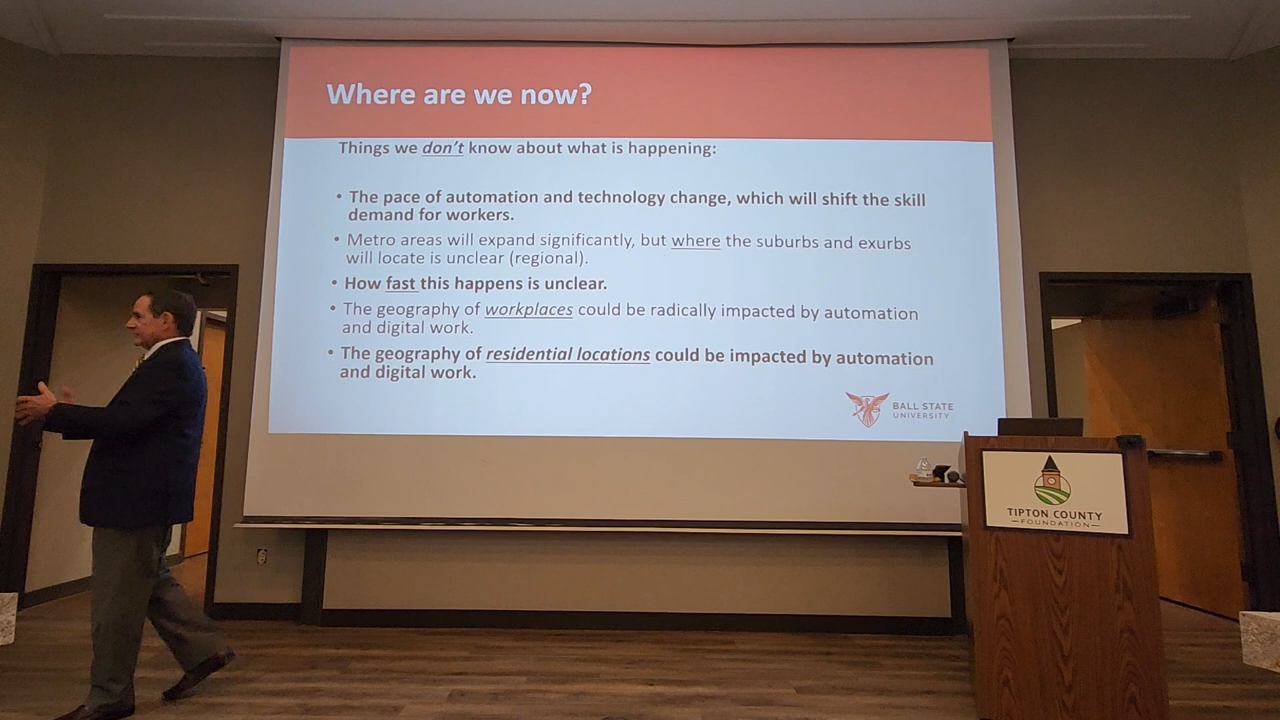 Where are we now?
Things we don't know about what is happening:
• The pace of automation and technology change, which will shift the skill
demand for workers.
• Metro areas will expand significantly, but where the suburbs and exurbs
will locate is unclear (regional).
• How fast this happens is unclear.
• The geography of workplaces could be radically impacted by automation
and digital work.
• The geography of residential locations could be impacted by automation
and digital work.
BALL STATE
UNIVERSITY
TIPTON COUNTY
FOUNDATION